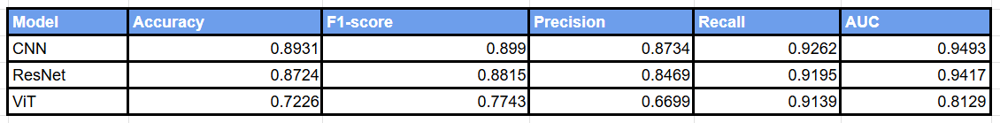 Model Accuracy F1-score Precision Recall AUC
CNN 0.8931 0.899 0.8734 0.9262 0.9493
ResNet 0.8724 0.8815 0.8469 0.9195 0.9417
ViT 0.7226 0.7743 0.6699 0.9139 0.8129